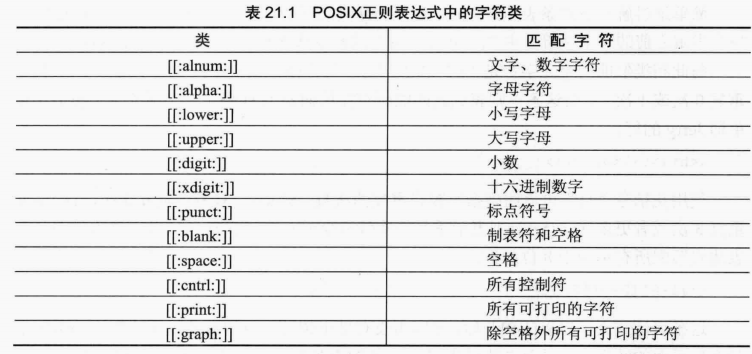 表 21.1 POSIX正则表达式中的字符类
类 匹 配 字 符
[[:alnum:]] 文字、数字字符
[[:alpha:]] 字母字符
[[:lower:]] 小写字母
[[:upper:]] 大写字母
[[:digit:]] 小数
[[:xdigit:]] 十六进制数字
[[:punct:]] 标点符号
[[:blank:]] 制表符和空格
[[:space:]] 空格
[[:cntrl:]] 所有控制符
[[:print:]] 所有可打印的字符
[[:graph:]] 除空格外所有可打印的字符